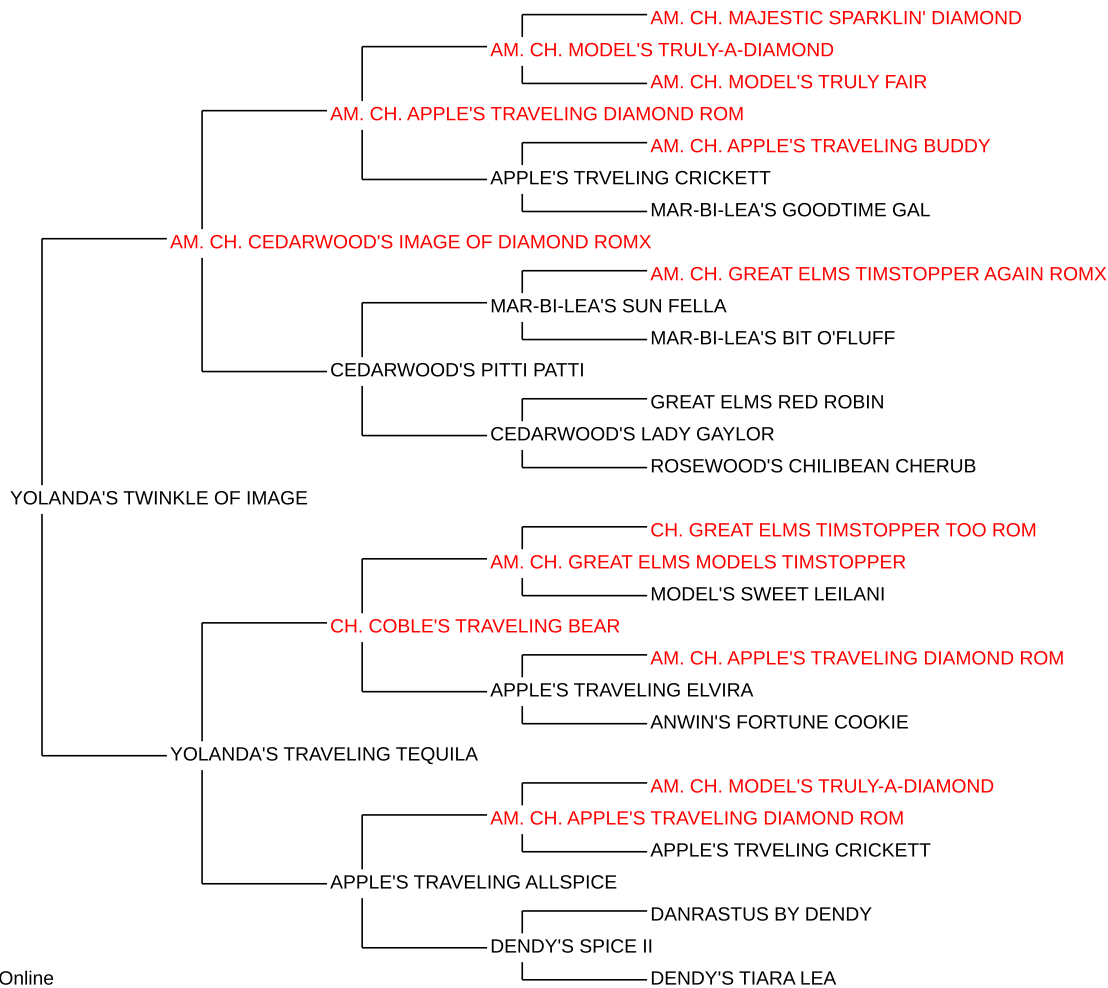 AM. CH. MAJESTIC SPARKLIN' DIAMOND
AM. CH. MODEL'S TRULY-A-DIAMOND
AM. CH. MODEL'S TRULY FAIR
AM. CH. APPLE'S TRAVELING DIAMOND ROM
AM. CH. APPLE'S TRAVELING BUDDY
APPLE'S TRVELING CRICKETT
MAR-BI-LEA'S GOODTIME GAL
AM. CH. CEDARWOOD'S IMAGE OF DIAMOND ROMX
AM. CH. GREAT ELMS TIMSTOPPER AGAIN ROMX
MAR-BI-LEA'S SUN FELLA
MAR-BI-LEA'S BIT O'FLUFF
CEDARWOOD'S PITTI PATTI
GREAT ELMS RED ROBIN
CEDARWOOD'S LADY GAYLOR
ROSEWOOD'S CHILIBEAN CHERUB
YOLANDA'S TWINKLE OF IMAGE
CH. GREAT ELMS TIMSTOPPER TOO ROM
AM. CH. GREAT ELMS MODELS TIMSTOPPER
MODEL'S SWEET LEILANI
CH. COBLE'S TRAVELING BEAR
AM. CH. APPLE'S TRAVELING DIAMOND ROM
APPLE'S TRAVELING ELVIRA
ANWIN'S FORTUNE COOKIE
YOLANDA'S TRAVELING TEQUILA
AM. CH. MODEL'S TRULY-A-DIAMOND
AM. CH. APPLE'S TRAVELING DIAMOND ROM
APPLE'S TRVELING CRICKETT
APPLE'S TRAVELING ALLSPICE
DANRASTUS BY DENDY
DENDY'S SPICE II
DENDY'S TIARA LEA
Online